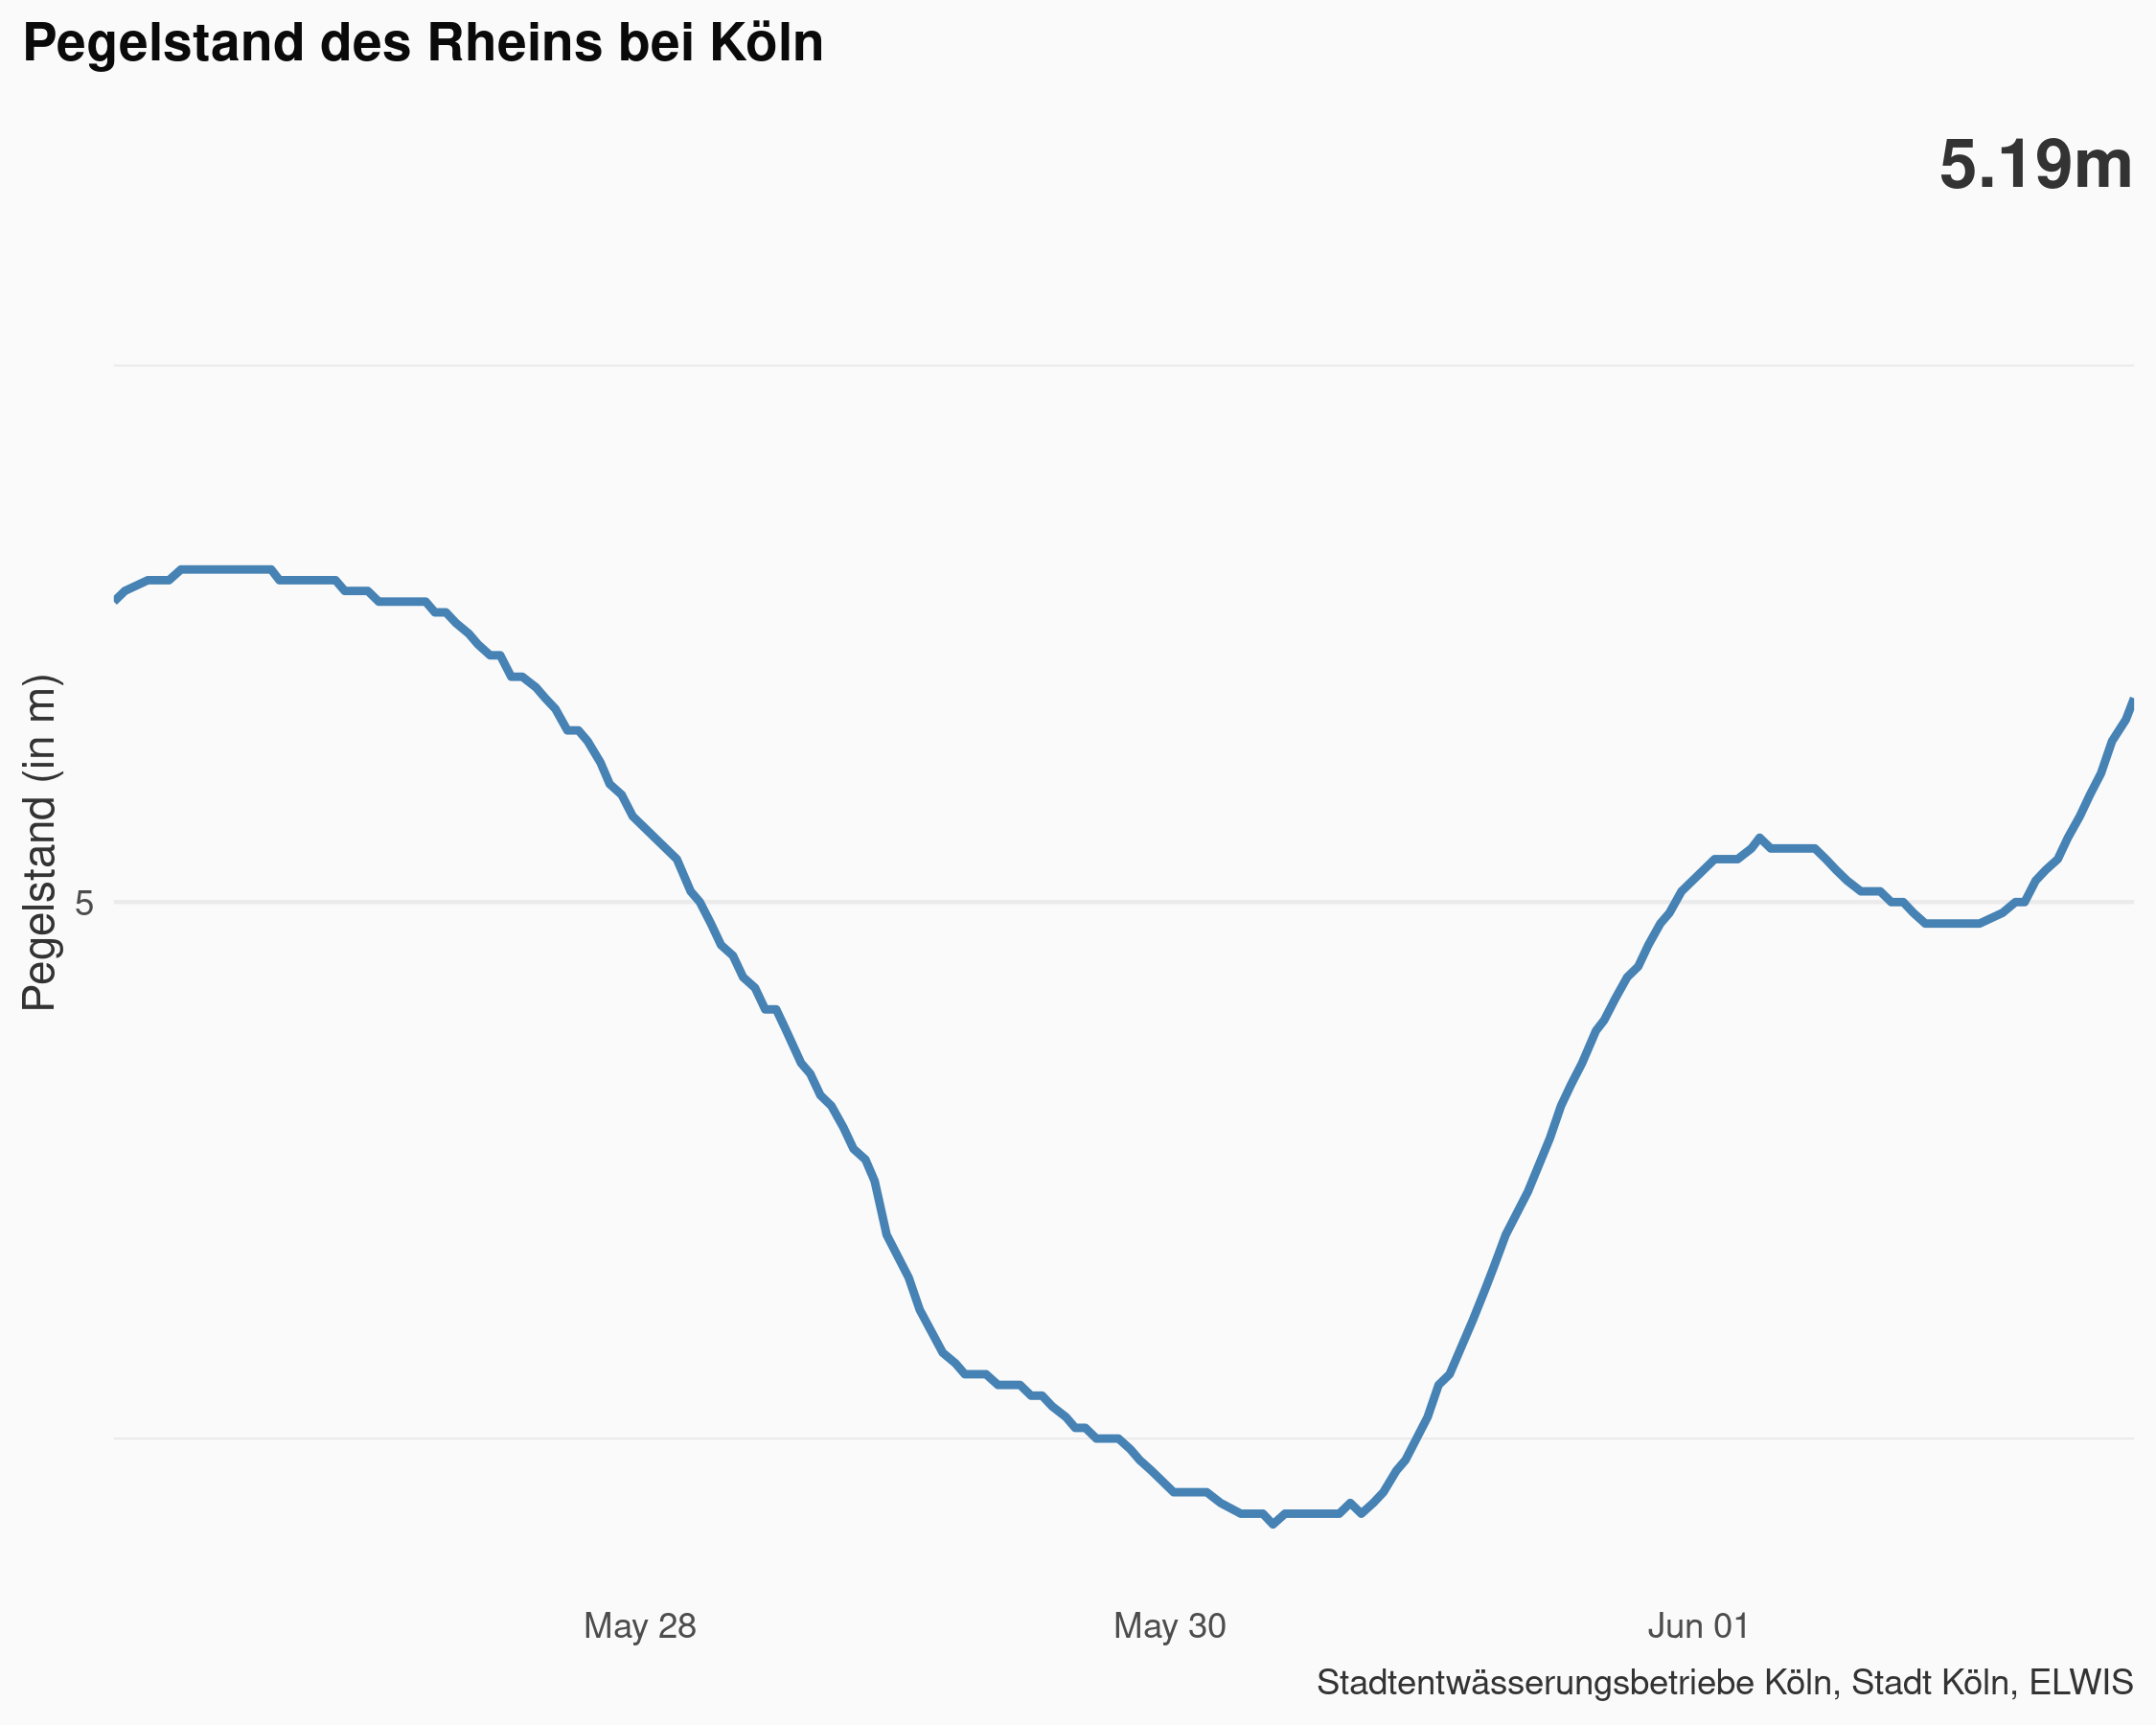 Pegelstand des Rheins bei Köln
5.19m
Pegelstand (in m)
5
May 28
May 30
Jun 01
Stadtentwässerungsbetriebe Köln, Stadt Köln, ELWIS